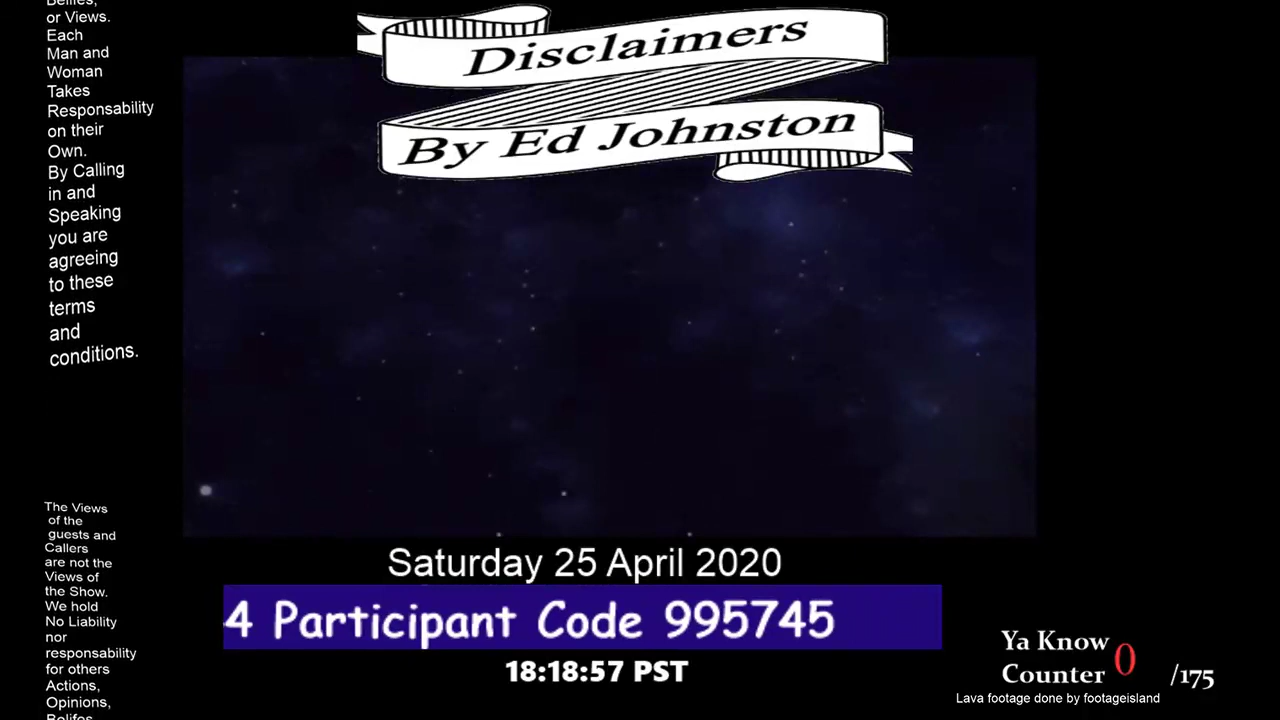 Belifes,
or Views.
Each
Man and
Woman
Takes
Responsability
on their
Own.
By Calling
in and
Speaking
you are
agreeing
to these
terms
and
conditions.
The Views
of the
guests and
Callers
are not the
Views of
the Show.
We hold
No Liability
nor
responsability
for others
Actions,
Opinions,
Belifes
Disclaimers
By Ed Johnston
Saturday 25 April 2020
4 Participant Code 995745
18:18:57 PST
Ya Know
Counter 0 /175
Lava footage done by footageisland